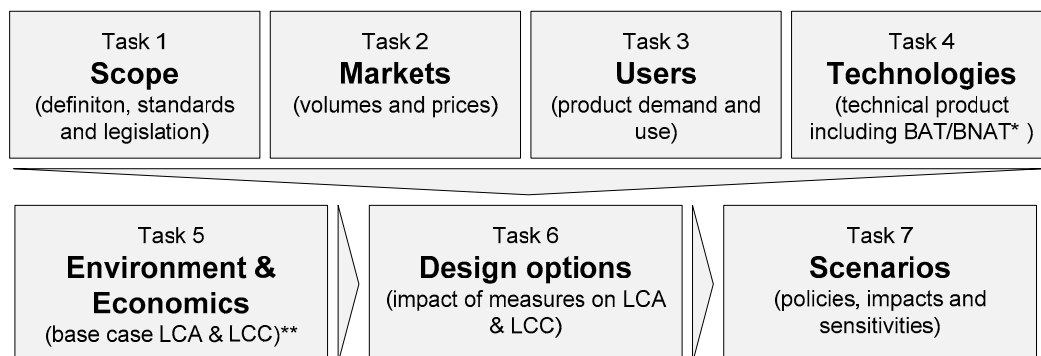 Task 1
Scope
(definiton, standards
and legislation)
Task 2
Markets
(volumes and prices)
Task 3
Users
(product demand and
use)
Task 4
Technologies
(technical product
including BAT/BNAT* )
Task 5
Environment &
Economics
(base case LCA & LCC)**
Task 6
Design options
(impact of measures on LCA
& LCC)
Task 7
Scenarios
(policies, impacts and
sensitivities)